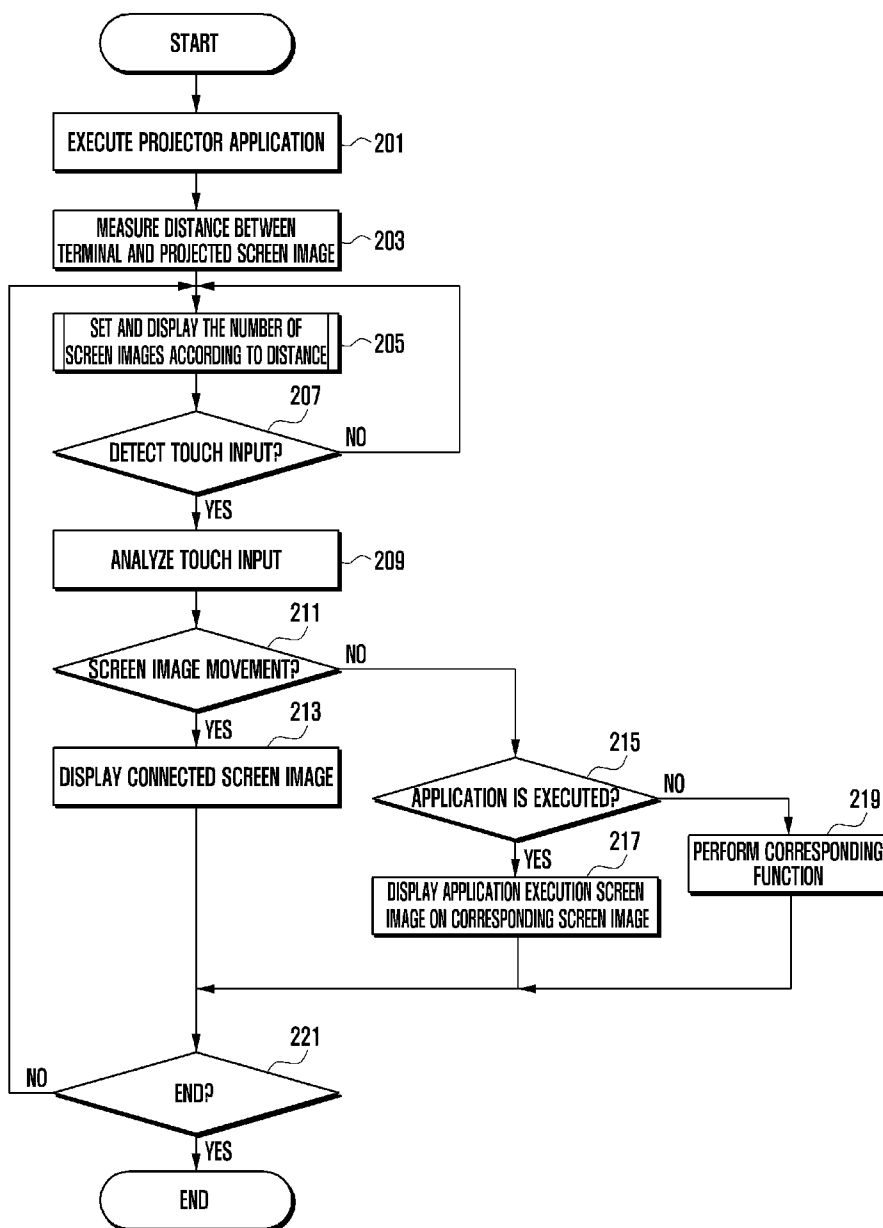 START
EXECUTE PROJECTOR APPLICATION
201
MEASURE DISTANCE BETWEEN
TERMINAL AND PROJECTED SCREEN IMAGE
203
SET AND DISPLAY THE NUMBER OF
SCREEN IMAGES ACCORDING TO DISTANCE
205
207
DETECT TOUCH INPUT?
NO
YES
ANALYZE TOUCH INPUT
209
211
SCREEN IMAGE MOVEMENT?
NO
YES
213
DISPLAY CONNECTED SCREEN IMAGE
215
APPLICATION IS EXECUTED?
NO
YES
217
DISPLAY APPLICATION EXECUTION SCREEN
IMAGE ON CORRESPONDING SCREEN IMAGE
219
PERFORM CORRESPONDING
FUNCTION
221
END?
NO
YES
END